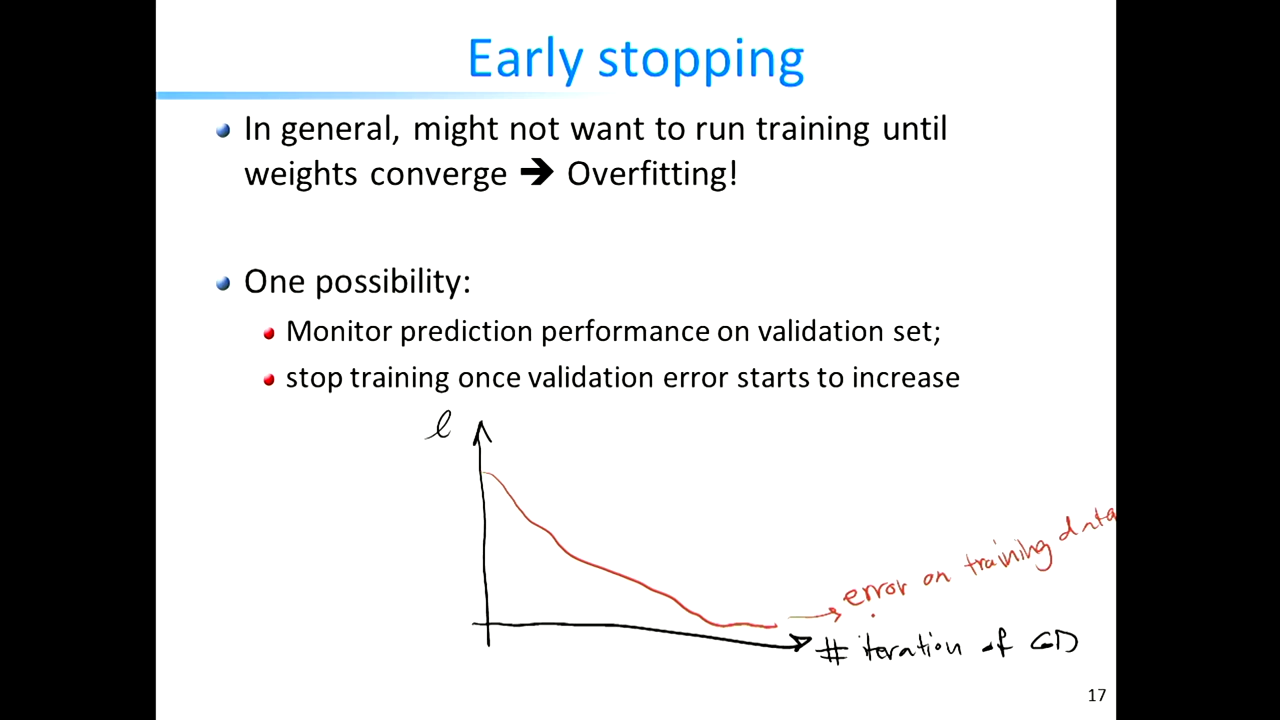 Early stopping
In general, might not want to run training until
weights converge ➔ Overfitting!
One possibility:
Monitor prediction performance on validation set;
stop training once validation error starts to increase
ℓ
error on training data
# iteration of GD
17